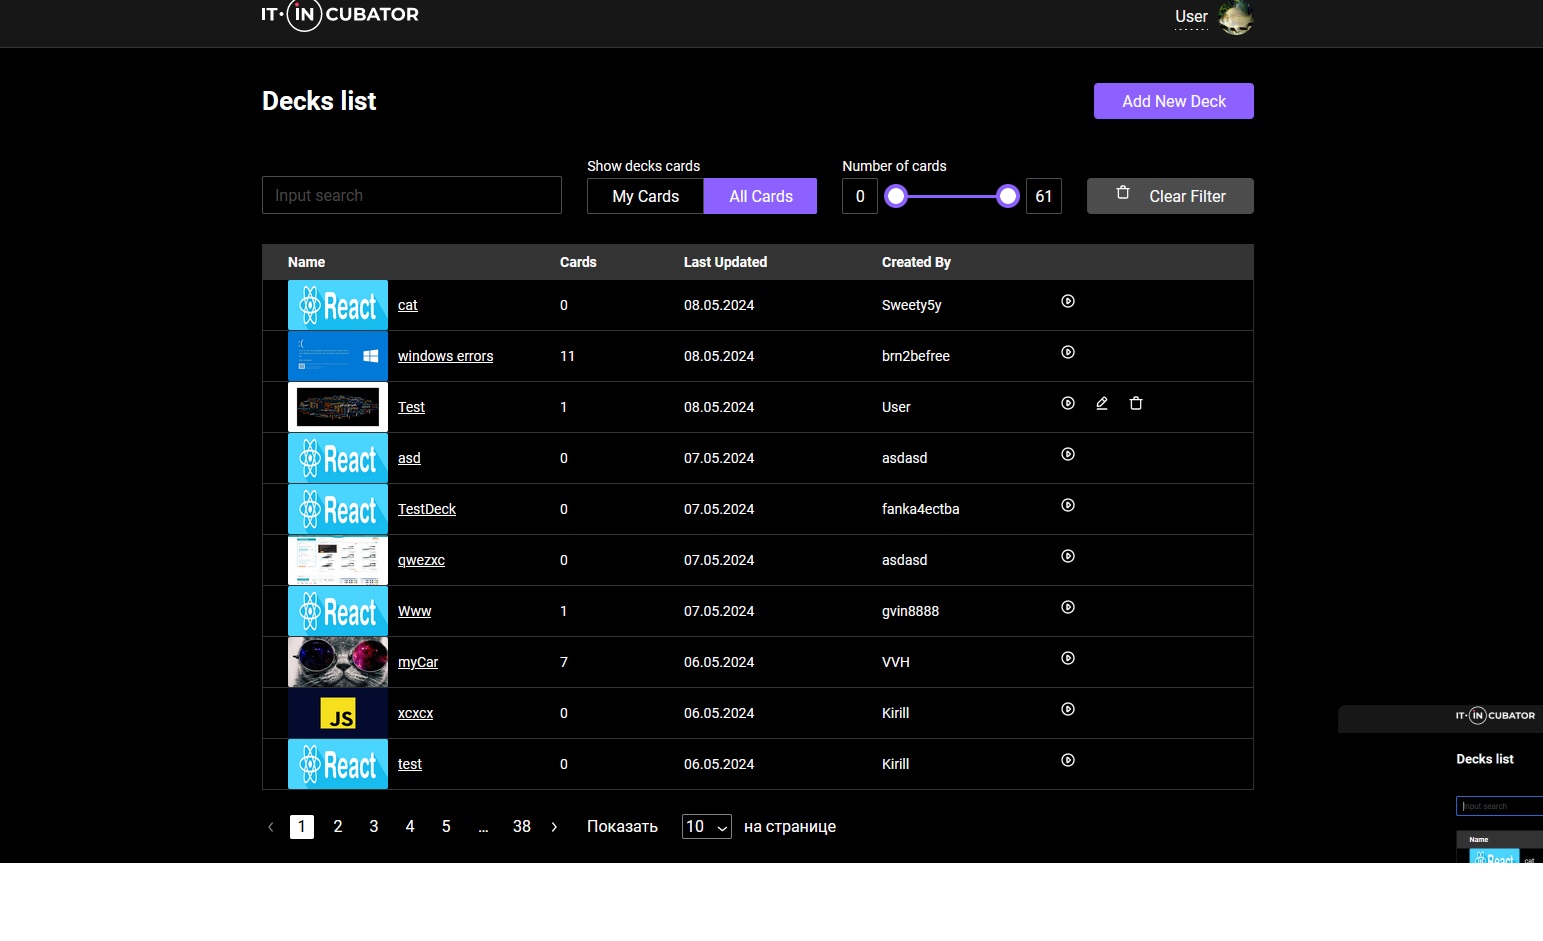 IT·INCUBATOR
User
Decks list
Add New Deck
Show decks cards
Number of cards
Input search
My Cards
All Cards
0
61
Clear Filter
Name Cards Last Updated Created By
React cat 0 08.05.2024 Sweety5y
:( windows errors 11 08.05.2024 brn2befree
Test 1 08.05.2024 User
React asd 0 07.05.2024 asdasd
React TestDeck 0 07.05.2024 fanka4ectba
qwezxc 0 07.05.2024 asdasd
React Www 1 07.05.2024 gvin8888
myCar 7 06.05.2024 VVH
JS xcxcx 0 06.05.2024 Kirill
React test 0 06.05.2024 Kirill
‹ 1 2 3 4 5 ... 38 › Показать 10 на странице
IT·INCUBATOR
Decks list
Input search
Name
React cat